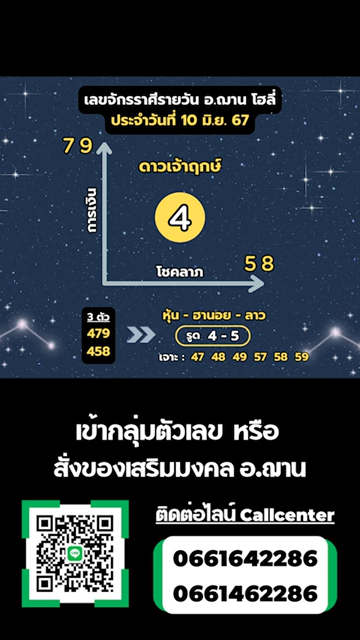 เลขจักรราศีรายวัน อ.ฌาน โฮลี่
ประจำวันที่ 10 มิ.ย. 67
79
ดาวเจ้าฤกษ์
การเงิน
4
โชคลาภ
58
3 ตัว
479
458
หุ้น - ฮานอย - ลาว
รูด 4 - 5
เจาะ : 47 48 49 57 58 59
เข้ากลุ่มตัวเลข หรือ
สั่งของเสริมมงคล อ.ฌาน
ติดต่อไลน์ Callcenter
0661642286
0661462286